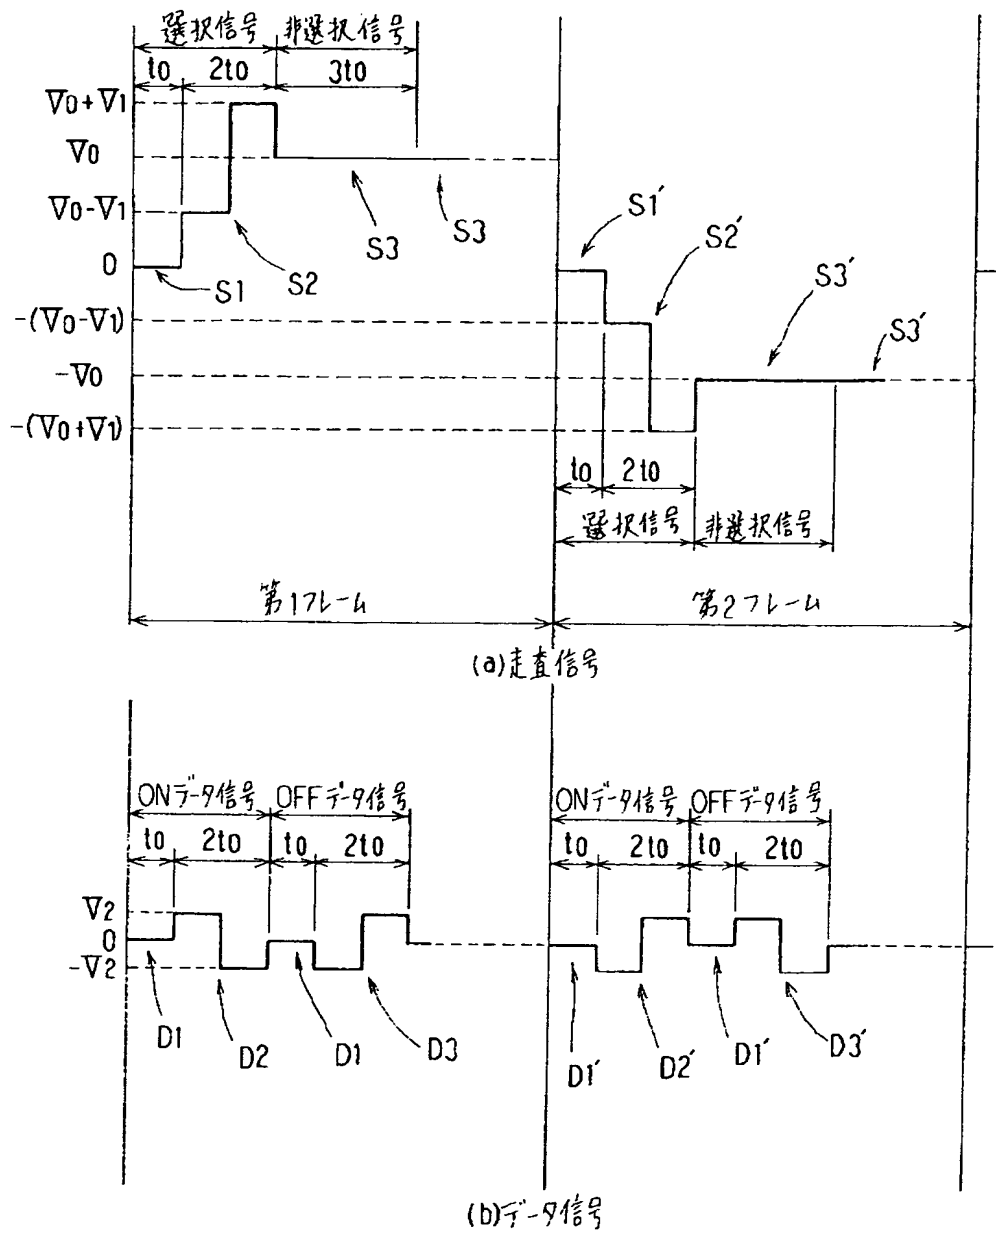 選択信号 非選択信号
t0 2t0 3t0
V0+V1
V0
V0-V1
0
S1 S2 S3 S3
S1′ S2′ S3′ S3′
-(V0-V1)
-V0
-(V0+V1)
t0 2t0
選択信号 非選択信号
第1フレーム 第2フレーム
(a)走査信号
ONデータ信号 OFFデータ信号 ONデータ信号 OFFデータ信号
t0 2t0 t0 2t0 t0 2t0 t0 2t0
V2
0
-V2
D1 D2 D1 D3 D1′ D2′ D1′ D3′
(b)データ信号